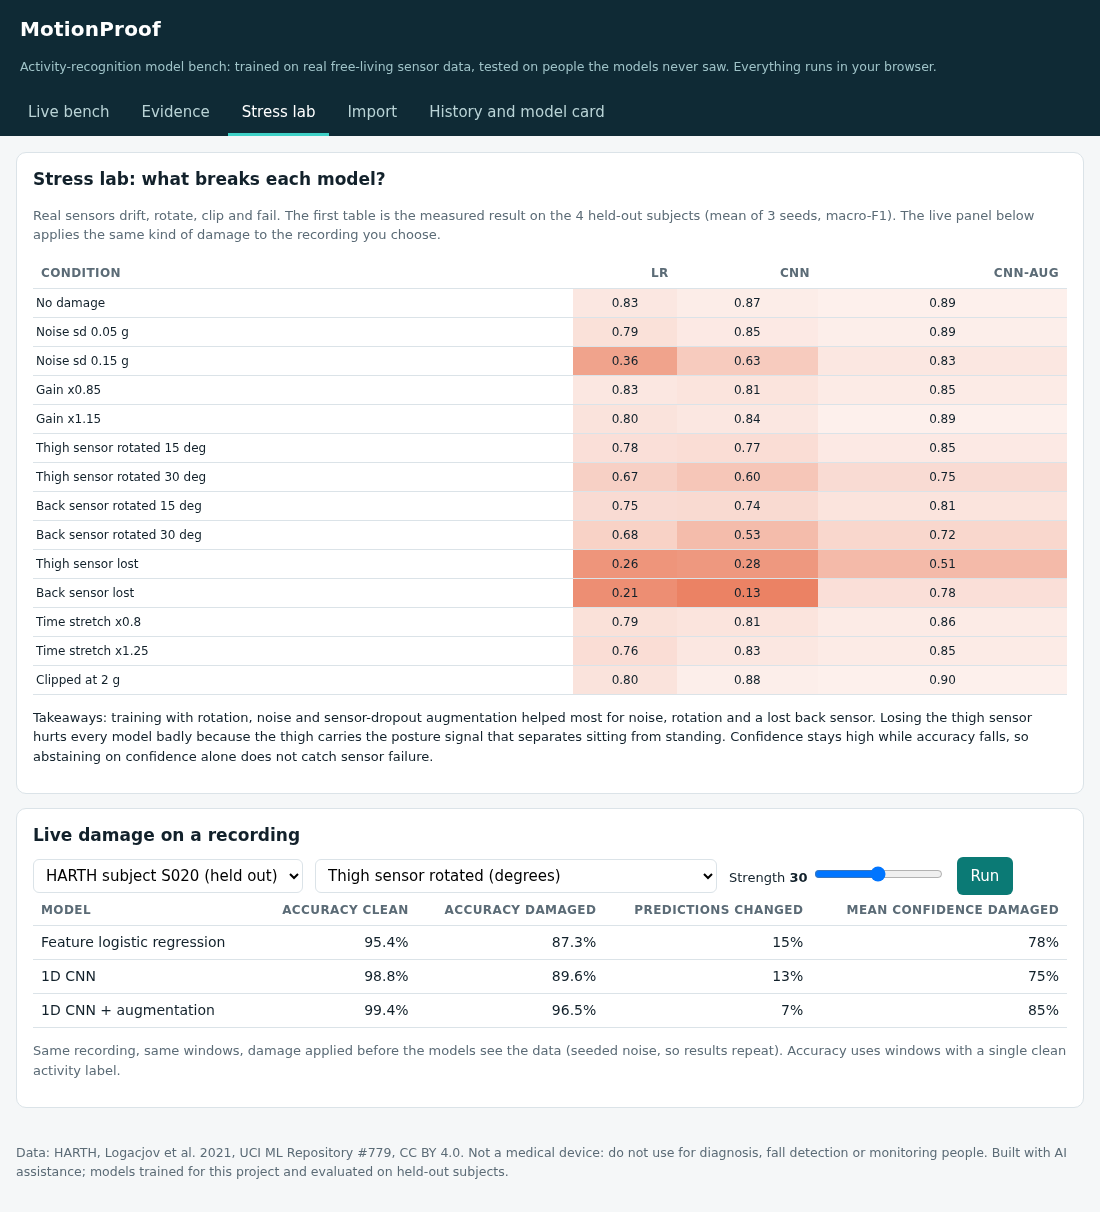 MotionProof
Activity-recognition model bench: trained on real free-living sensor data, tested on people the models never saw. Everything runs in your browser.
Live bench Evidence Stress lab Import History and model card
Stress lab: what breaks each model?
Real sensors drift, rotate, clip and fail. The first table is the measured result on the 4 held-out subjects (mean of 3 seeds, macro-F1). The live panel below
applies the same kind of damage to the recording you choose.
CONDITION LR CNN CNN-AUG
No damage 0.83 0.87 0.89
Noise sd 0.05 g 0.79 0.85 0.89
Noise sd 0.15 g 0.36 0.63 0.83
Gain x0.85 0.83 0.81 0.85
Gain x1.15 0.80 0.84 0.89
Thigh sensor rotated 15 deg 0.78 0.77 0.85
Thigh sensor rotated 30 deg 0.67 0.60 0.75
Back sensor rotated 15 deg 0.75 0.74 0.81
Back sensor rotated 30 deg 0.68 0.53 0.72
Thigh sensor lost 0.26 0.28 0.51
Back sensor lost 0.21 0.13 0.78
Time stretch x0.8 0.79 0.81 0.86
Time stretch x1.25 0.76 0.83 0.85
Clipped at 2 g 0.80 0.88 0.90
Takeaways: training with rotation, noise and sensor-dropout augmentation helped most for noise, rotation and a lost back sensor. Losing the thigh sensor
hurts every model badly because the thigh carries the posture signal that separates sitting from standing. Confidence stays high while accuracy falls, so
abstaining on confidence alone does not catch sensor failure.
Live damage on a recording
HARTH subject S020 (held out) Thigh sensor rotated (degrees) Strength 30 Run
MODEL ACCURACY CLEAN ACCURACY DAMAGED PREDICTIONS CHANGED MEAN CONFIDENCE DAMAGED
Feature logistic regression 95.4% 87.3% 15% 78%
1D CNN 98.8% 89.6% 13% 75%
1D CNN + augmentation 99.4% 96.5% 7% 85%
Same recording, same windows, damage applied before the models see the data (seeded noise, so results repeat). Accuracy uses windows with a single clean
activity label.
Data: HARTH, Logacjov et al. 2021, UCI ML Repository #779, CC BY 4.0. Not a medical device: do not use for diagnosis, fall detection or monitoring people. Built with AI
assistance; models trained for this project and evaluated on held-out subjects.